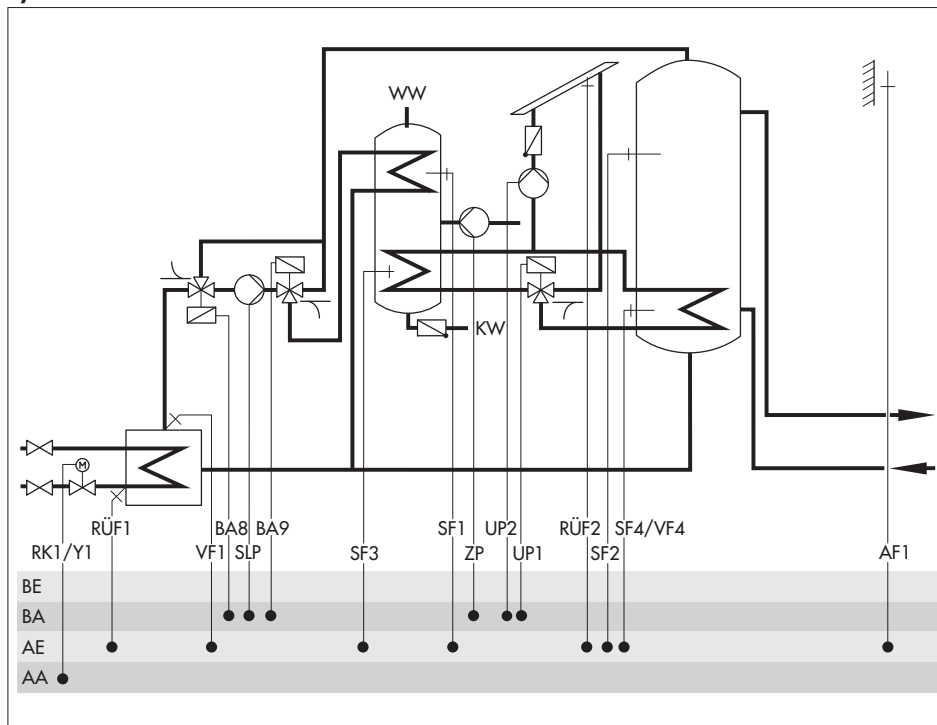 WW
KW
M
RÜF1
BA8
BA9
SF1
UP2
RÜF2
SF4/VF4
RK1/Y1
VF1
SLP
SF3
ZP
UP1
SF2
AF1
BE
BA
AE
AA